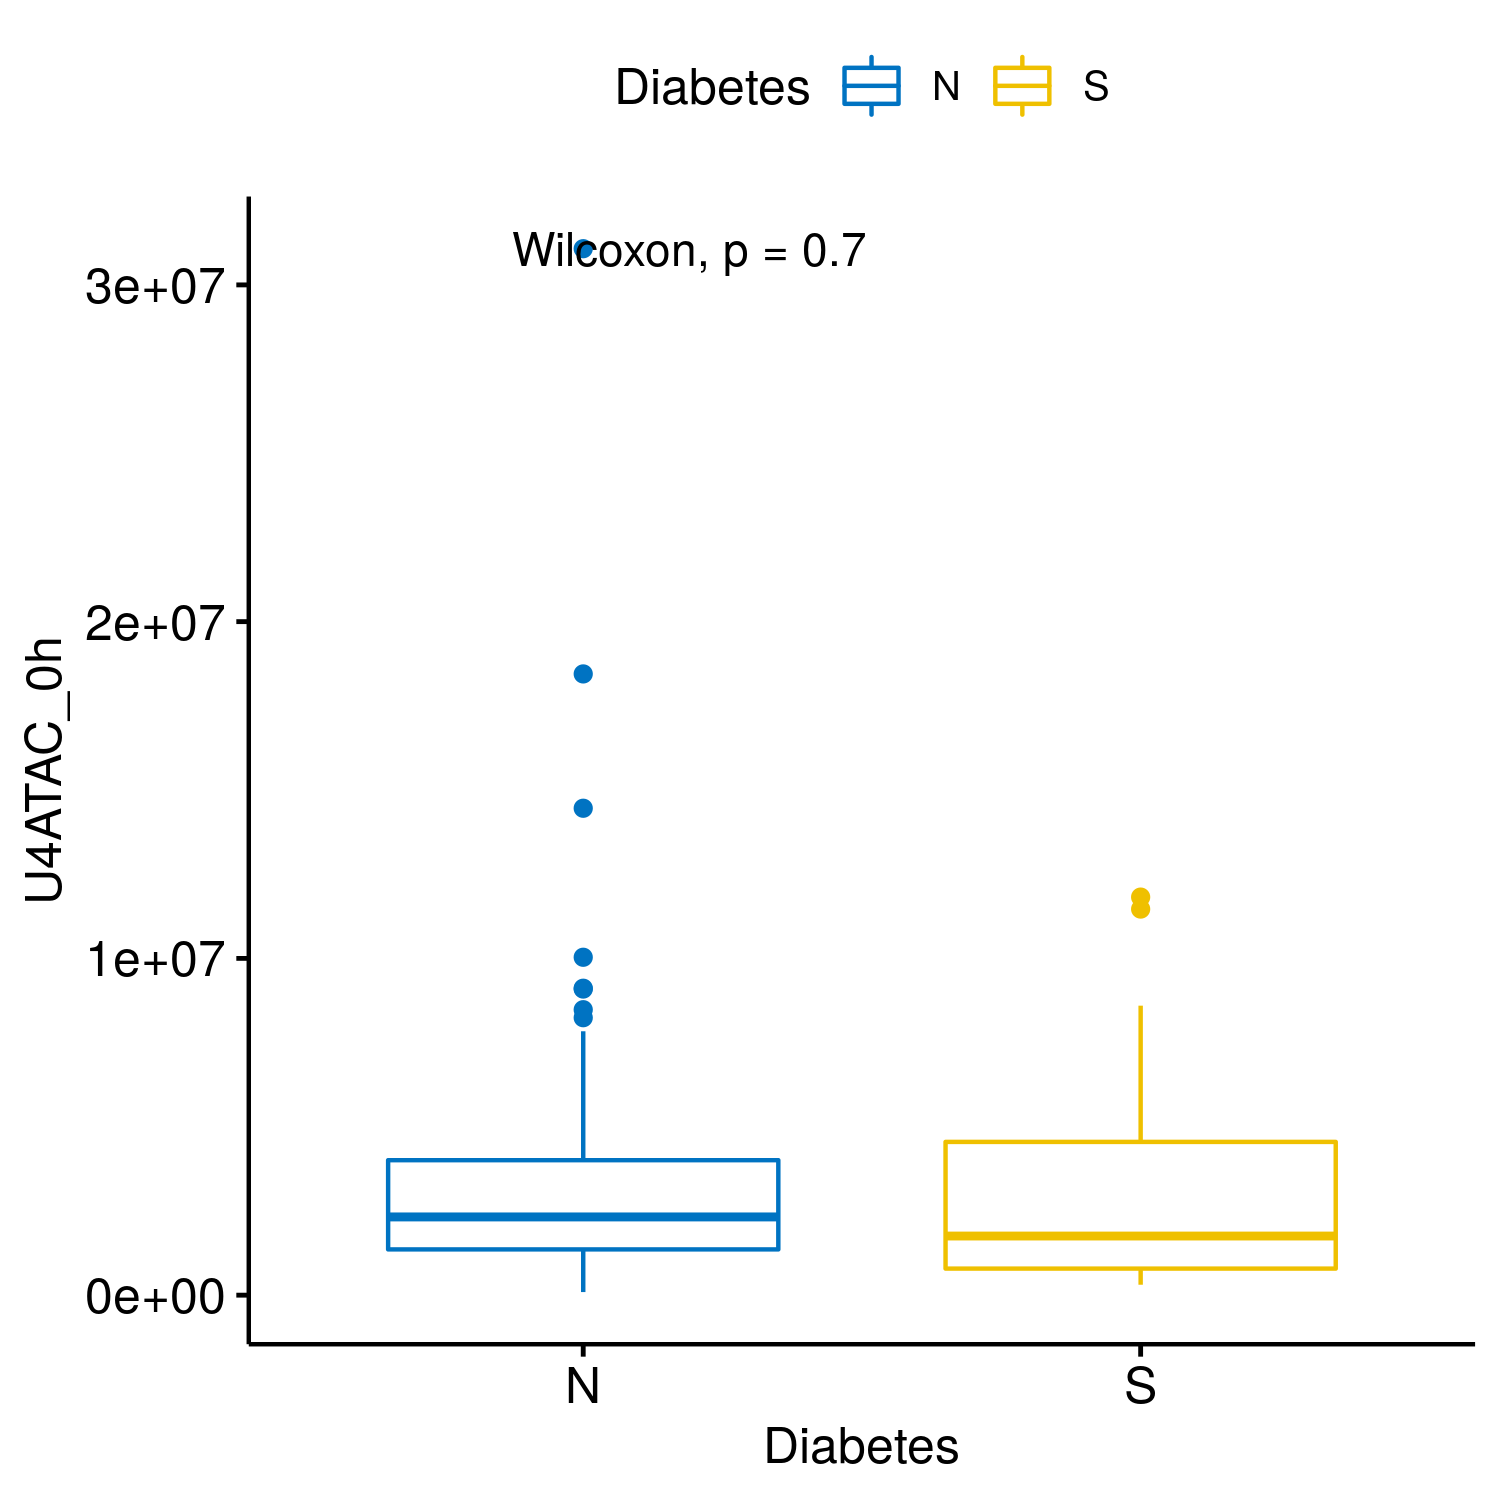 Diabetes N S
Wilcoxon, p = 0.7
3e+07
2e+07
1e+07
0e+00
U4ATAC_0h
N S
Diabetes